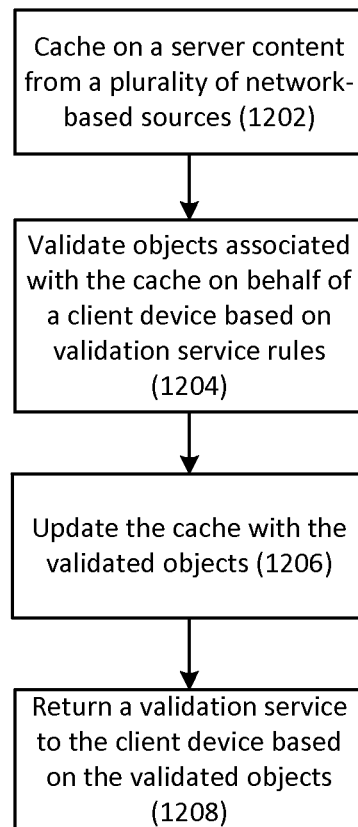 Cache on a server content
from a plurality of network-
based sources (1202)
Validate objects associated
with the cache on behalf of
a client device based on
validation service rules
(1204)
Update the cache with the
validated objects (1206)
Return a validation service
to the client device based
on the validated objects
(1208)